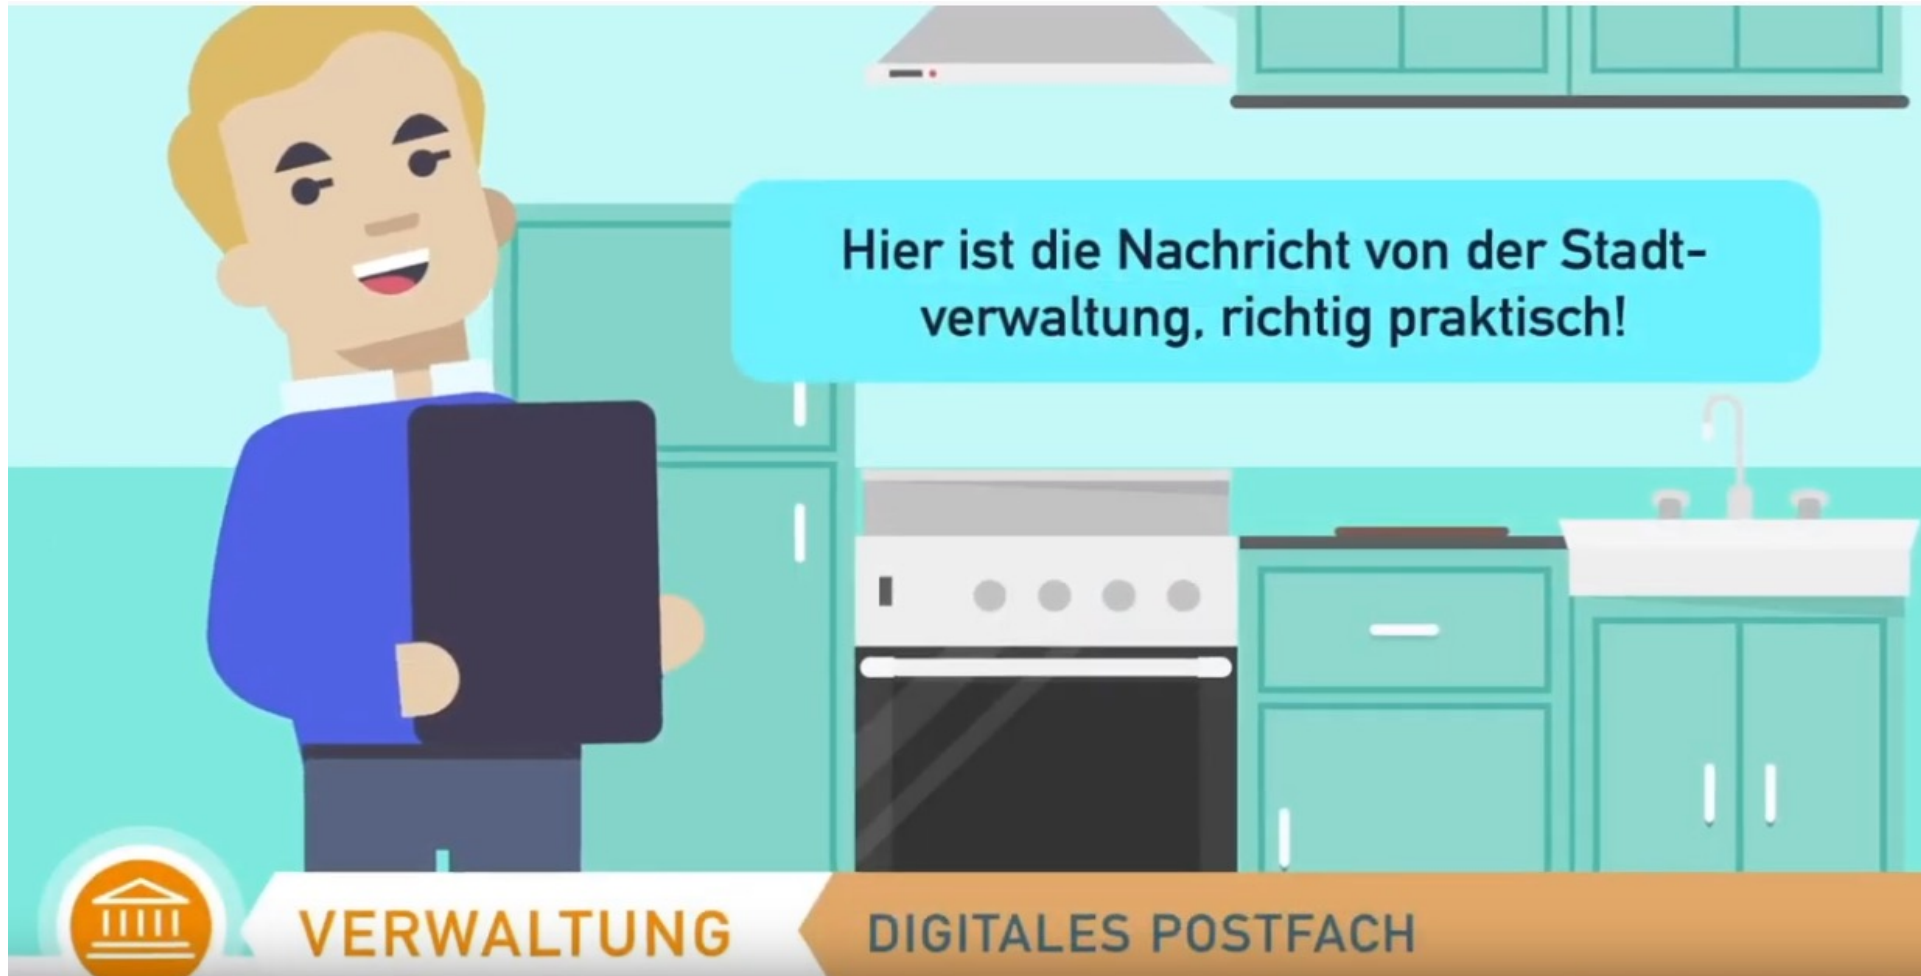 Hier ist die Nachricht von der Stadt-
verwaltung, richtig praktisch!
VERWALTUNG
DIGITALES POSTFACH